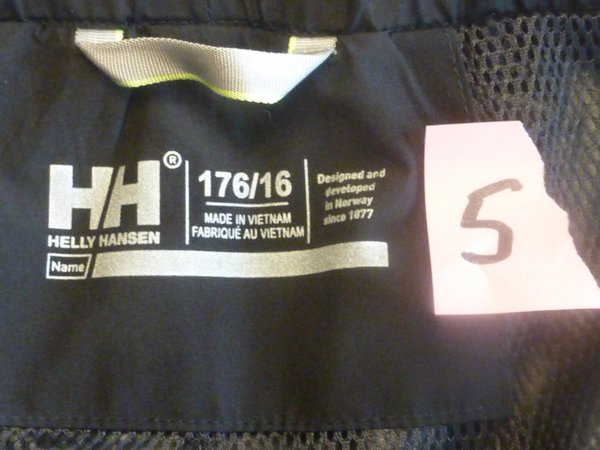 H/H®
HELLY HANSEN
176/16
MADE IN VIETNAM
FABRIQUÉ AU VIETNAM
Designed and
developed
in Norway
since 1877
Name
5